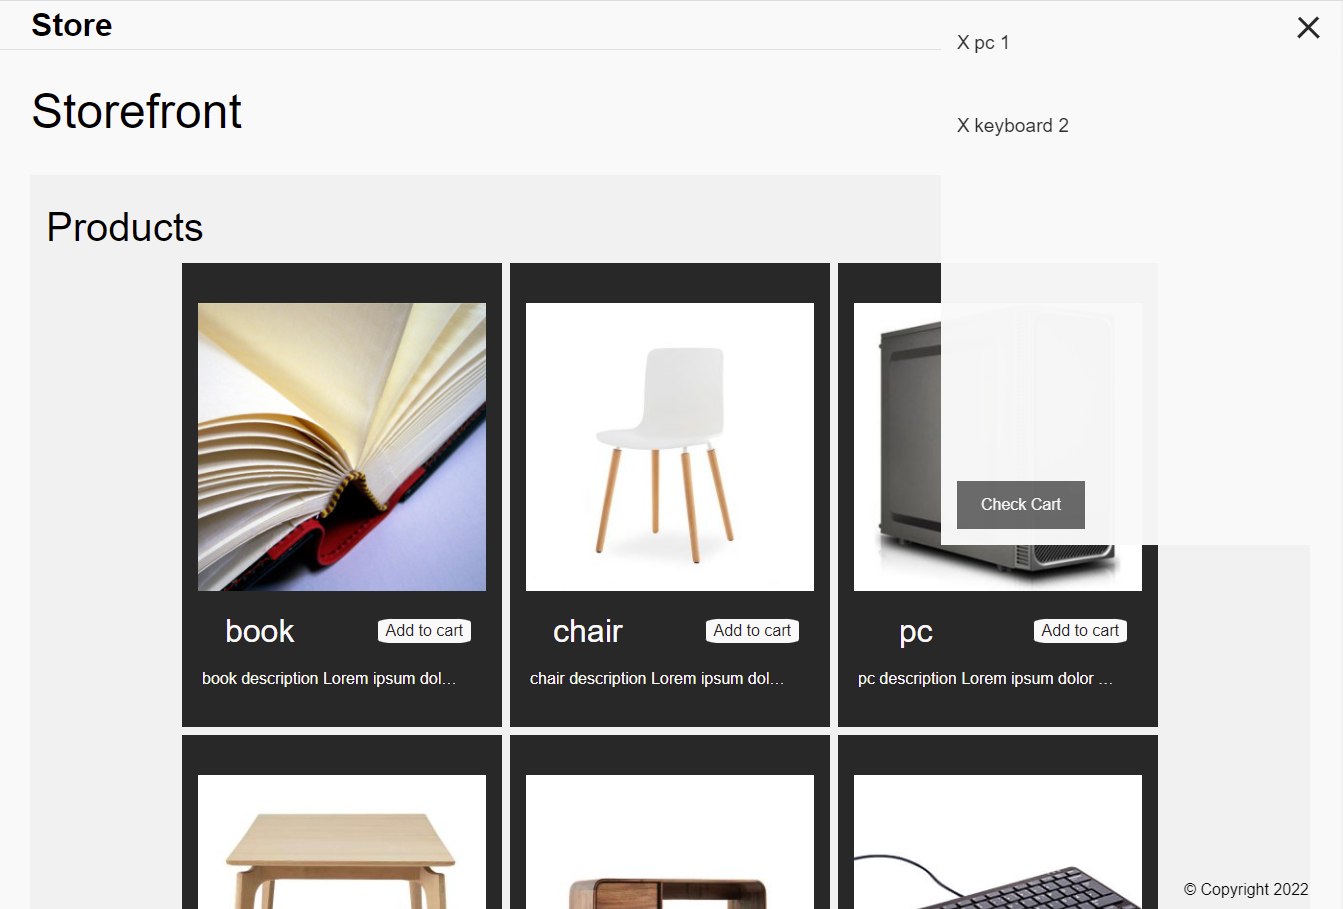 Store
X pc 1
Storefront
X keyboard 2
Products
Check Cart
book
Add to cart
chair
Add to cart
pc
Add to cart
book description Lorem ipsum dol…
chair description Lorem ipsum dol…
pc description Lorem ipsum dolor …
© Copyright 2022